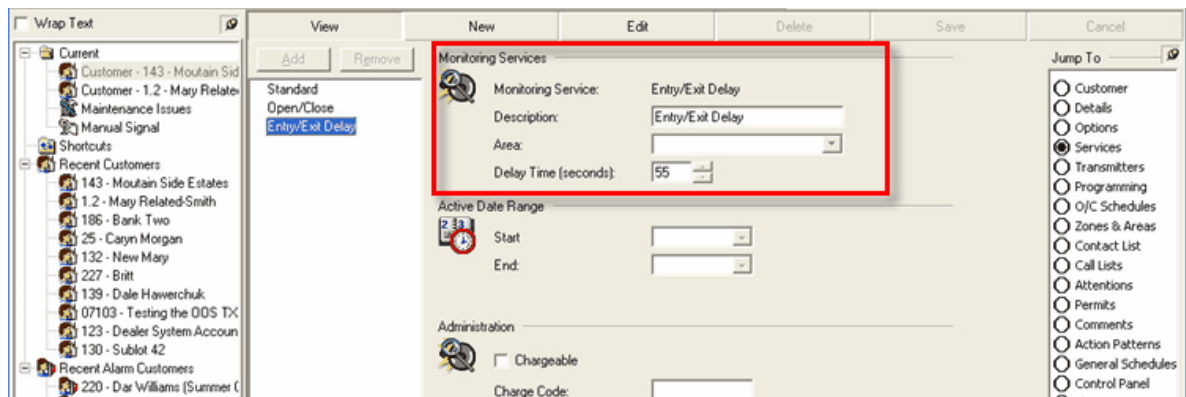 Wrap Text
View
New
Edit
Delete
Save
Cancel
Current
Customer - 143 - Moutain Sid
Customer - 1.2 - Mary Relate
Maintenance Issues
Manual Signal
Shortcuts
Recent Customers
143 - Moutain Side Estates
1.2 - Mary Related-Smith
186 - Bank Two
25 - Caryn Morgan
132 - New Mary
227 - Britt
139 - Dale Hawerchuk
07103 - Testing the OOS TX
123 - Dealer System Accoun
130 - Sublot 42
Recent Alarm Customers
220 - Dar Williams (Summer
Add
Remove
Standard
Open/Close
Entry/Exit Delay
Monitoring Services
Monitoring Service: Entry/Exit Delay
Description: Entry/Exit Delay
Area:
Delay Time (seconds): 55
Active Date Range
Start
End:
Administration
Chargeable
Charge Code:
Jump To
Customer
Details
Options
Services
Transmitters
Programming
O/C Schedules
Zones & Areas
Contact List
Call Lists
Attentions
Permits
Comments
Action Patterns
General Schedules
Control Panel